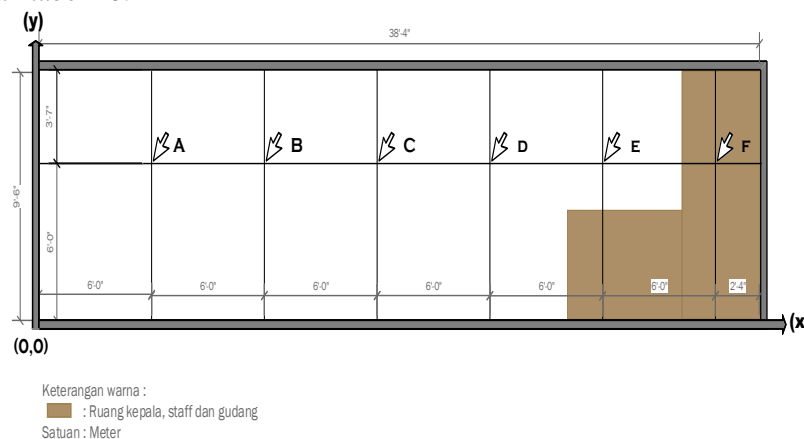 (y)
38'-4"
3'-7"
A
B
C
D
E
F
9'-6"
6'-0"
6'-0"
6'-0"
6'-0"
6'-0"
6'-0"
6'-0"
2'-4"
(x
(0,0)
Keterangan warna :
: Ruang kepala, staff dan gudang
Satuan : Meter